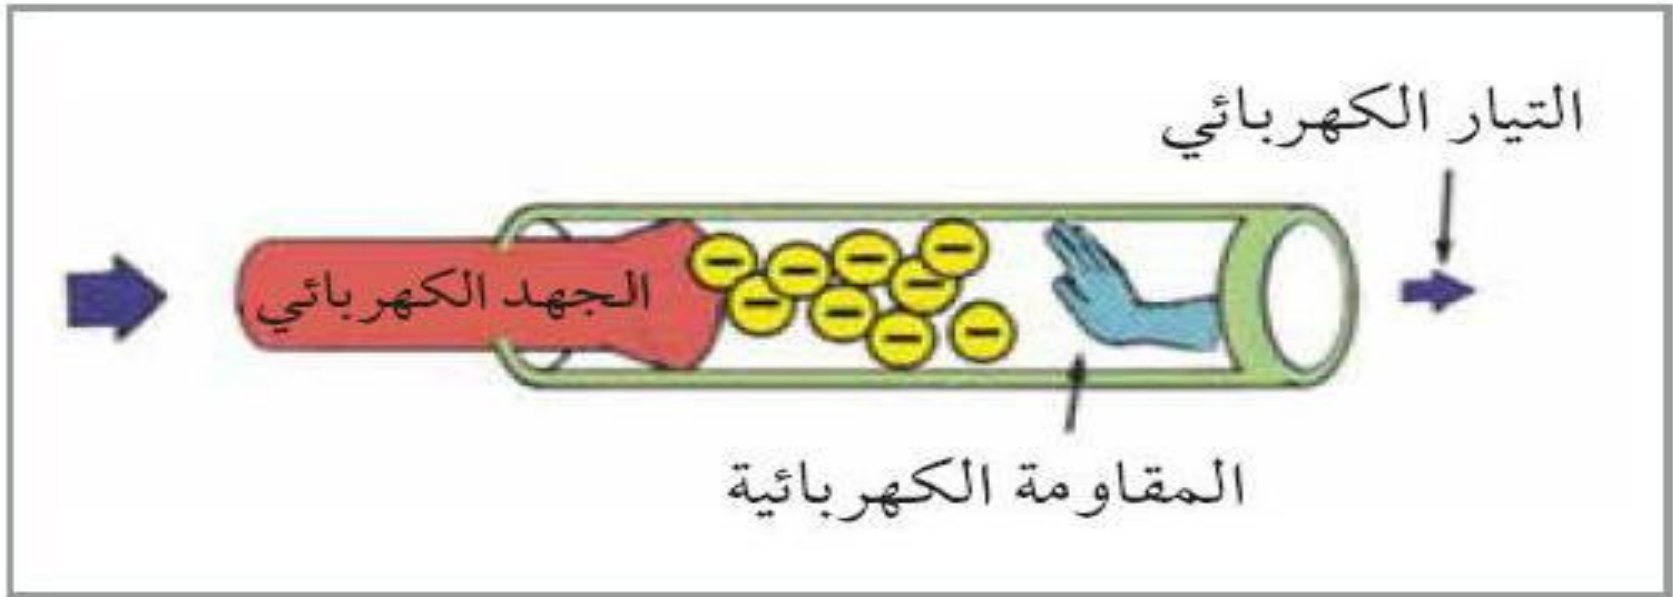 التيار الكهربائي
الجهد الكهربائي
المقاومة الكهربائية